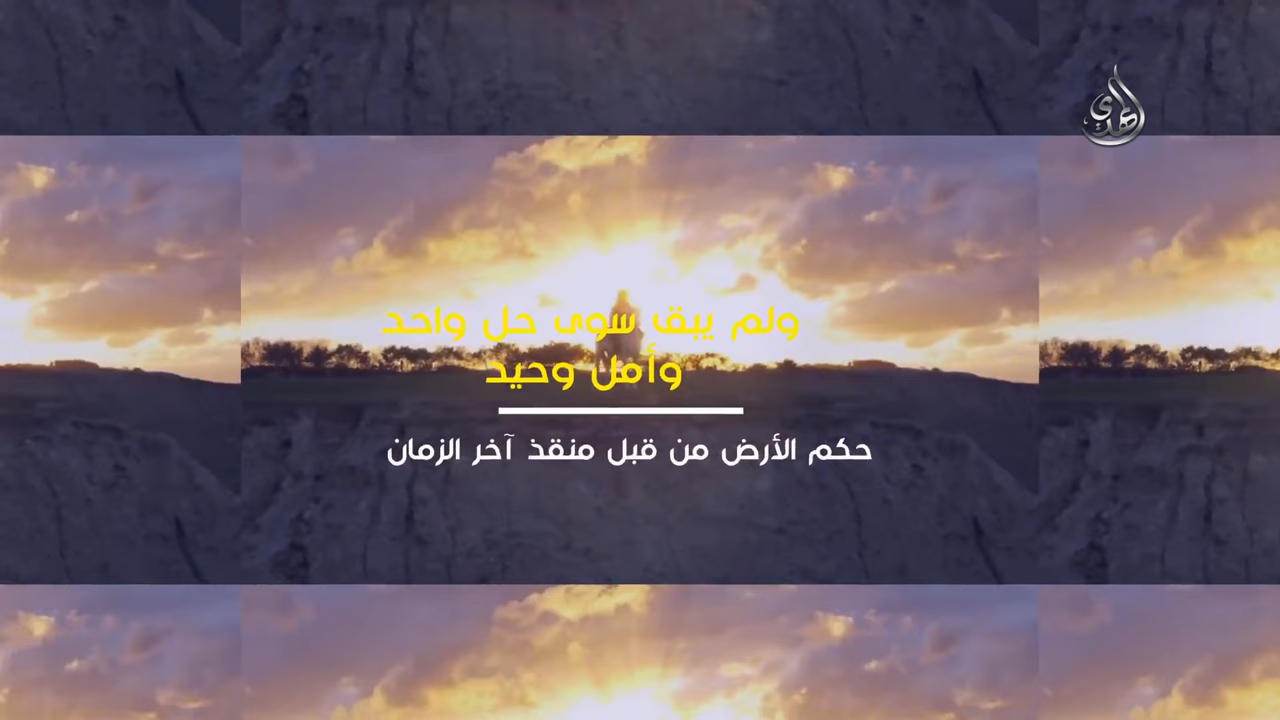 ولم يبق سوى حل واحد
وأمل وحيد
حكم الأرض من قبل منقذ آخر الزمان